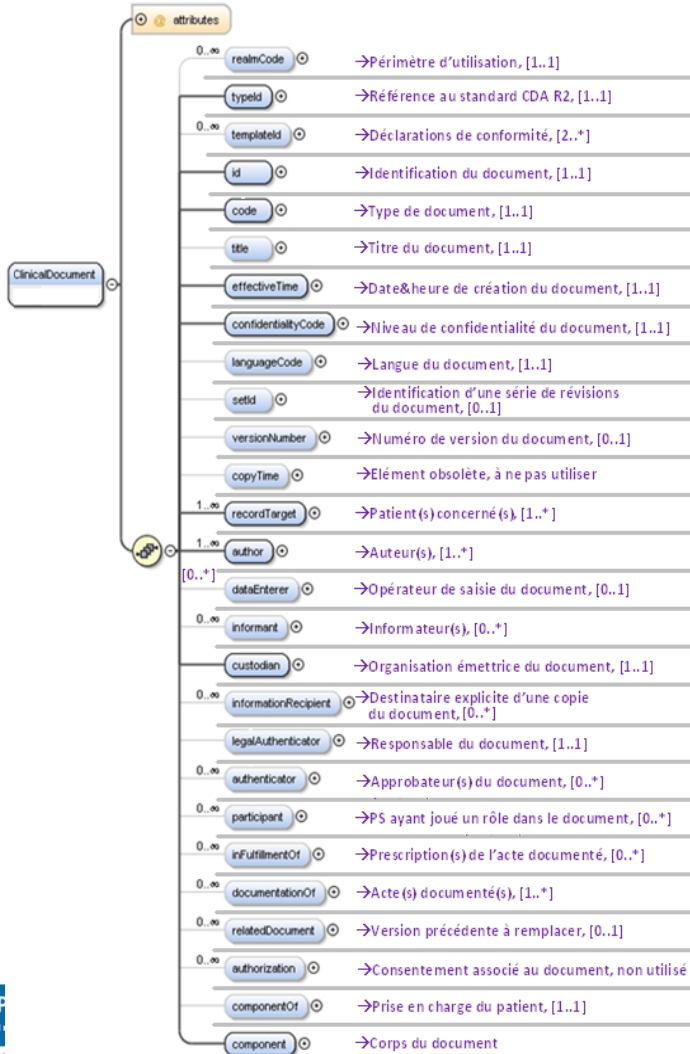 attributes
0..∞ realmCode →Périmètre d'utilisation, [1..1]
typeId →Référence au standard CDA R2, [1..1]
0..∞ templateId →Déclarations de conformité, [2..*]
id →Identification du document, [1..1]
code →Type de document, [1..1]
title →Titre du document, [1..1]
ClinicalDocument
effectiveTime →Date&heure de création du document, [1..1]
confidentialityCode →Niveau de confidentialité du document, [1..1]
languageCode →Langue du document, [1..1]
setId →Identification d'une série de révisions
du document, [0..1]
versionNumber →Numéro de version du document, [0..1]
copyTime →Elément obsolète, à ne pas utiliser
1..∞ recordTarget →Patient(s) concerné(s), [1..*]
1..∞ author →Auteur(s), [1..*]
[0..*]
dataEnterer →Opérateur de saisie du document, [0..1]
0..∞ informant →Informateur(s), [0..*]
custodian →Organisation émettrice du document, [1..1]
0..∞ informationRecipient →Destinataire explicite d'une copie
du document, [0..*]
legalAuthenticator →Responsable du document, [1..1]
0..∞ authenticator →Approbateur(s) du document, [0..*]
0..∞ participant →PS ayant joué un rôle dans le document, [0..*]
0..∞ inFulfillmentOf →Prescription(s) de l'acte documenté, [0..*]
0..∞ documentationOf →Acte(s) documenté(s), [1..*]
0..∞ relatedDocument →Version précédente à remplacer, [0..1]
0..∞ authorization →Consentement associé au document, non utilisé
componentOf →Prise en charge du patient, [1..1]
component →Corps du document